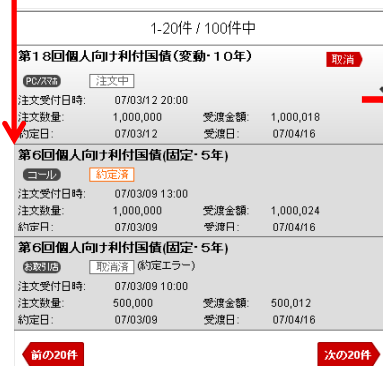 1-20件 / 100件中
第18回個人向け利付国債(変動・10年) 取消
PC/スマホ 注文中
注文受付日時: 07/03/12 20:00
注文数量: 1,000,000 受渡金額: 1,000,018
約定日: 07/03/12 受渡日: 07/04/16
第6回個人向け利付国債(固定・5年)
コール 約定済
注文受付日時: 07/03/09 13:00
注文数量: 1,000,000 受渡金額: 1,000,024
約定日: 07/03/09 受渡日: 07/04/16
第6回個人向け利付国債(固定・5年)
お取引店 取消済 (約定エラー)
注文受付日時: 07/03/09 10:00
注文数量: 500,000 受渡金額: 500,012
約定日: 07/03/09 受渡日: 07/04/16
前の20件 次の20件